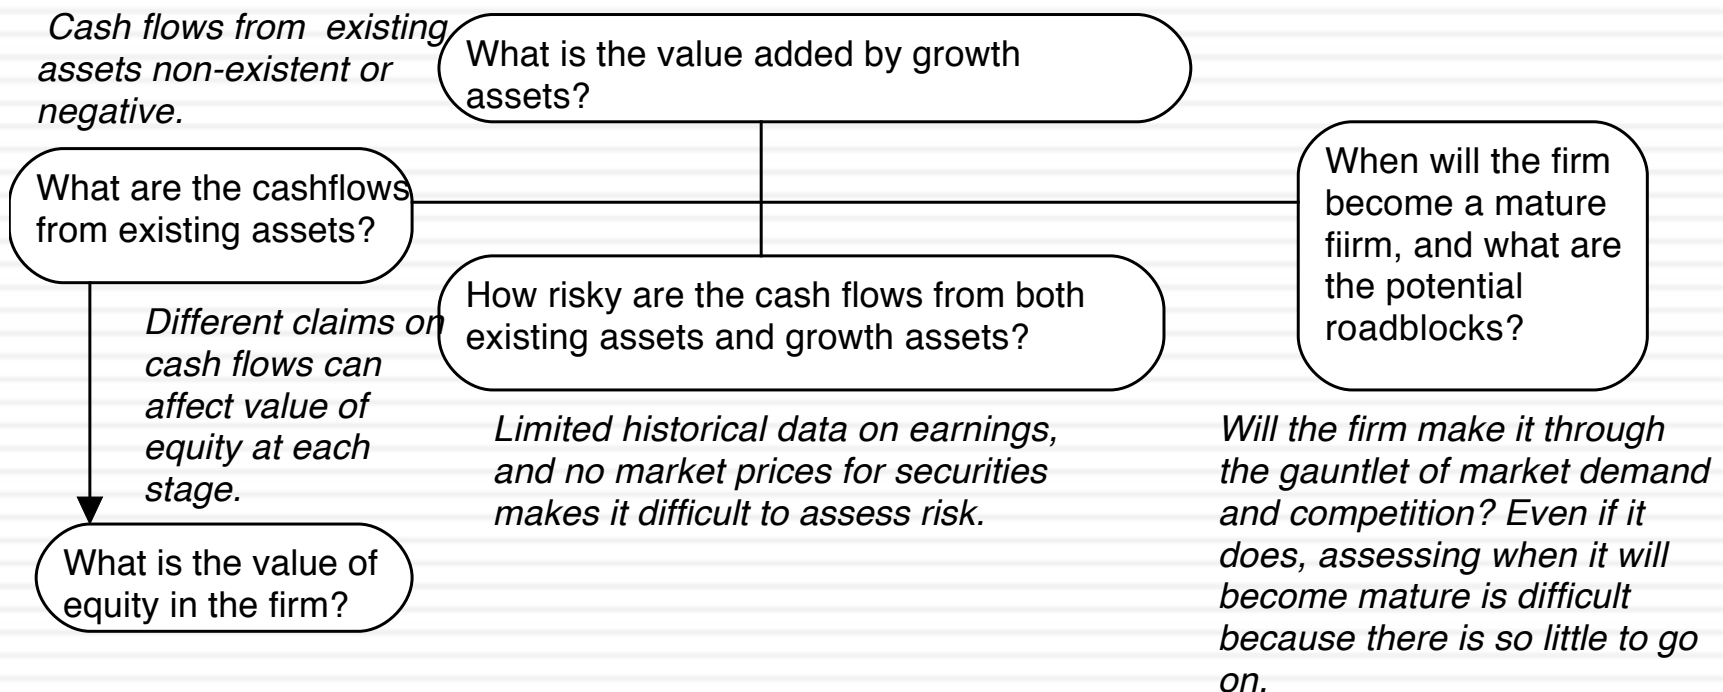 Cash flows from  existing
assets non-existent or
negative.
What is the value added by growth
assets?
What are the cashflows
from existing assets?
When will the firm
become a mature
fiirm, and what are
the potential
roadblocks?
Different claims on
cash flows can
affect value of
equity at each
stage.
How risky are the cash flows from both
existing assets and growth assets?
Limited historical data on earnings,
and no market prices for securities
makes it difficult to assess risk.
Will the firm make it through
the gauntlet of market demand
and competition? Even if it
does, assessing when it will
become mature is difficult
because there is so little to go
on.
What is the value of
equity in the firm?